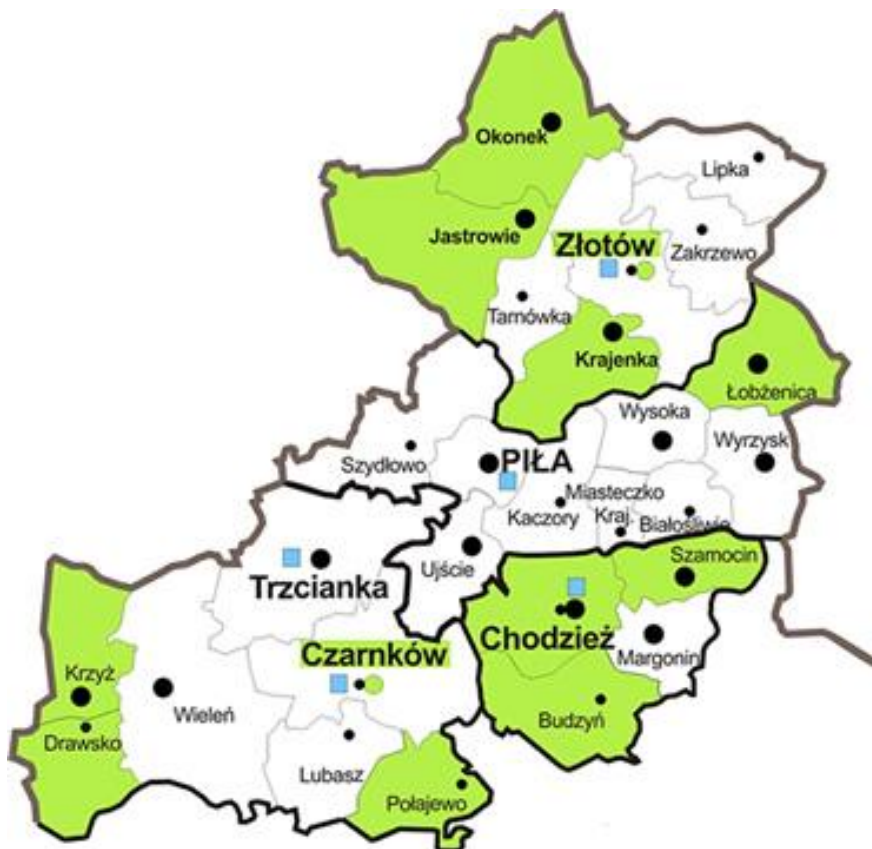 Okonek
Lipka
Jastrowie
Złotów
Zakrzewo
Tarnówka
Krajenka
Łobżenica
Wysoka
Wyrzysk
Szydłowo
PIŁA
Miasteczko
Kaczory
Kraj.
Białośliwie
Ujście
Szamocin
Trzcianka
Chodzież
Margonin
Czarnków
Krzyż
Wieleń
Budzyń
Drawsko
Lubasz
Połajewo